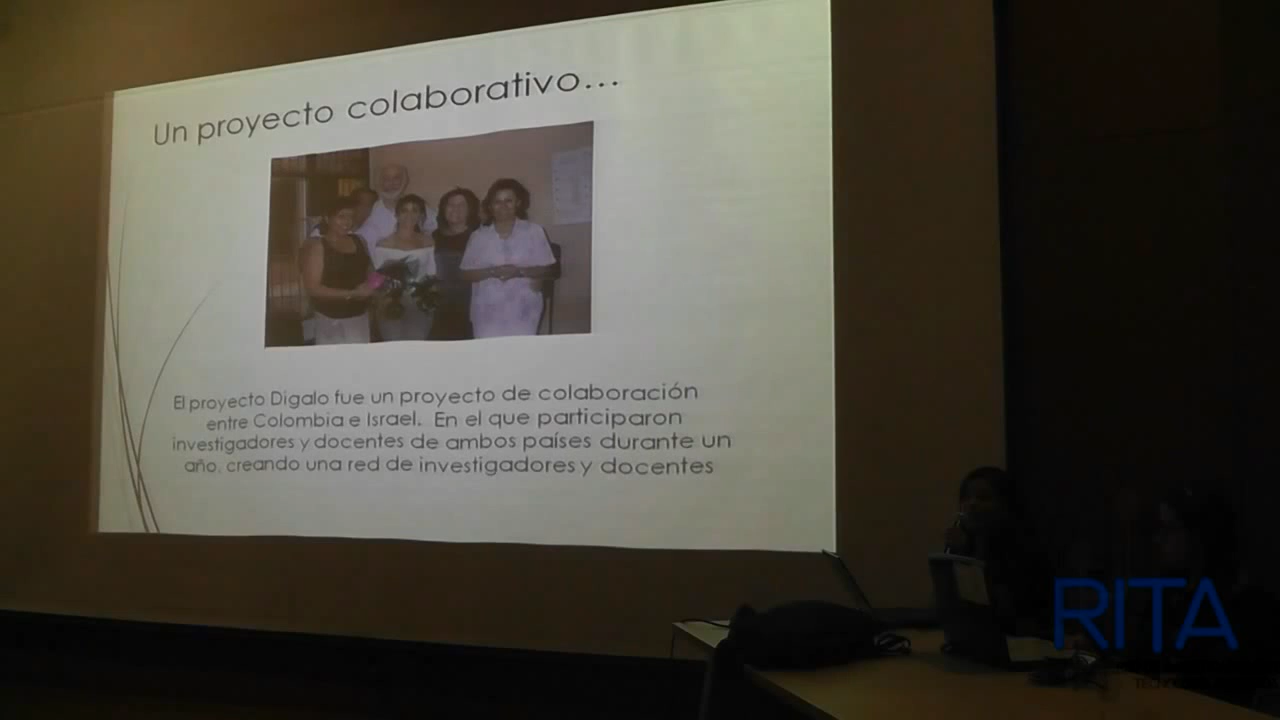 Un proyecto colaborativo...
El proyecto Digalo fue un proyecto de colaboración
entre Colombia e Israel. En el que participaron
investigadores y docentes de ambos países durante un
año, creando una red de investigadores y docentes
RITA